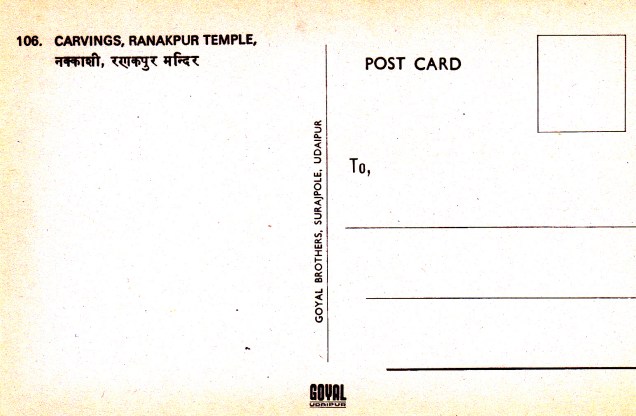 106. CARVINGS, RANAKPUR TEMPLE,
नक्काशी, रणकपुर मन्दिर
POST CARD
To,
GOYAL BROTHERS, SURAJPOLE, UDAIPUR
GOYAL
UDAIPUR